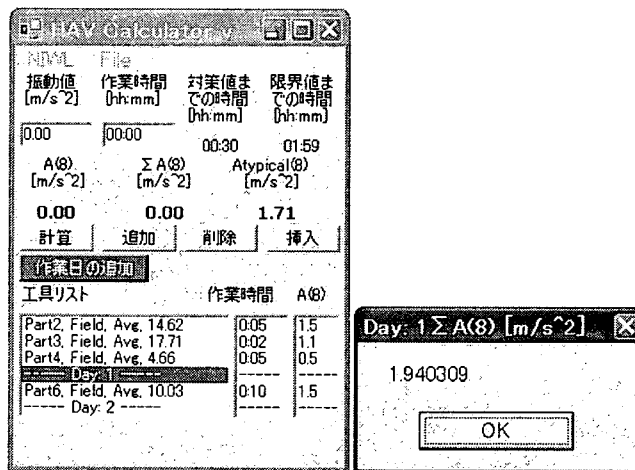 HAV Calculator v
NIWL File
振動値 [m/s^2] 作業時間 [hh:mm] 対策値までの時間 [hh:mm] 限界値までの時間 [hh:mm]
0.00 00:00 00:30 01:59
A(8) [m/s^2] Σ A(8) [m/s^2] Atypical(8) [m/s^2]
0.00 0.00 1.71
計算 追加 削除 挿入
作業日の追加
工具リスト 作業時間 A(8)
Part2, Field, Avg, 14.62 0:05 1.5
Part3, Field, Avg, 17.71 0:02 1.1
Part4, Field, Avg, 4.66 0:05 0.5
------ Day: 1 ------ ----- -----
Part6, Field, Avg, 10.03 0:10 1.5
------ Day: 2 ------ ----- -----
Day: 1 Σ A(8) [m/s^2]
1.940309
OK